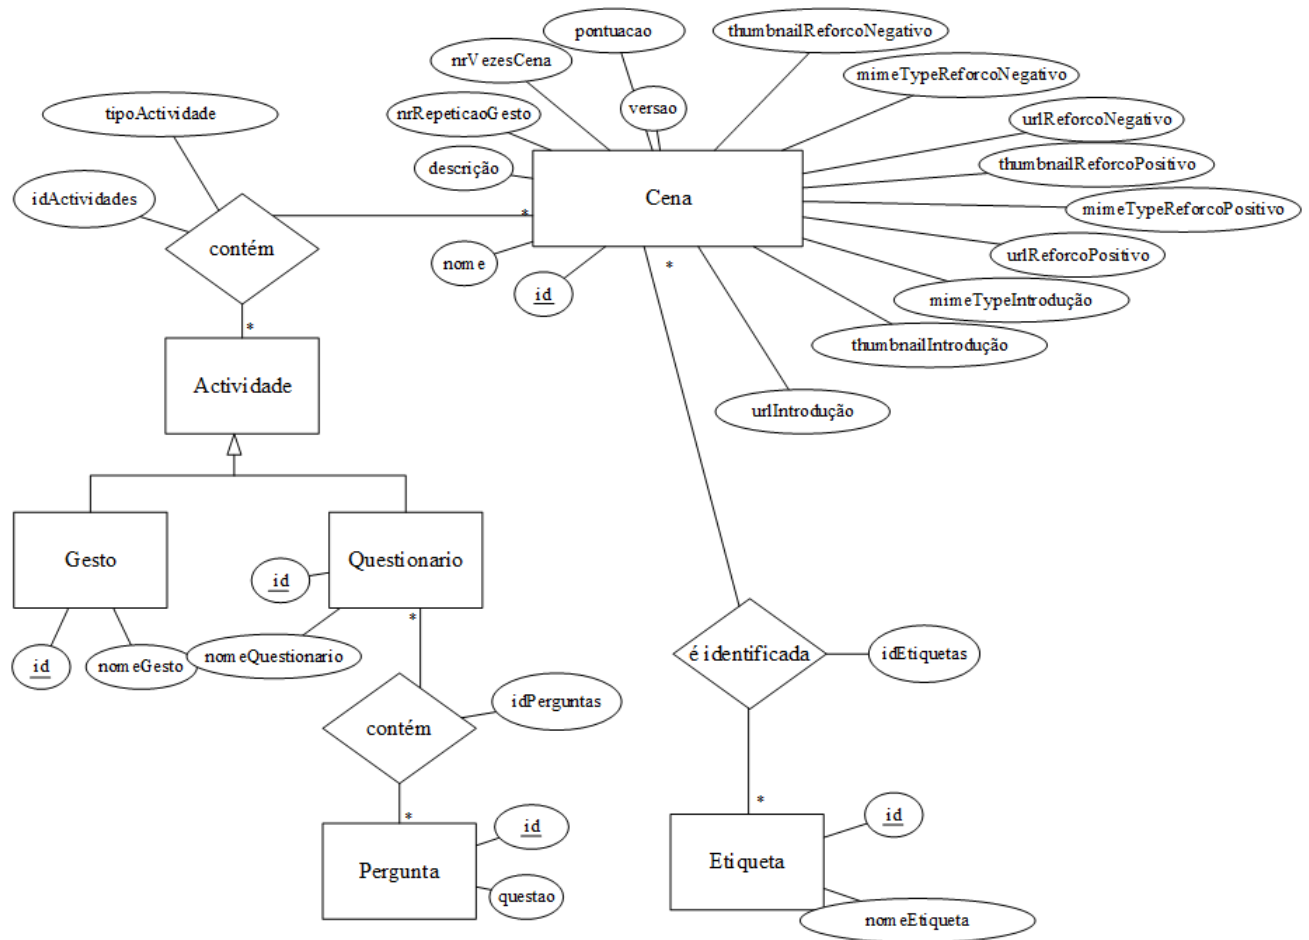 pontuacao
thumbnailReforcoNegativo
nrVezesCena
mimeTypeReforcoNegativo
tipoActividade
nrRepeticaoGesto
versao
urlReforcoNegativo
descrição
thumbnailReforcoPositivo
idActividades
Cena
mimeTypeReforcoPositivo
*
contém
nome
*
urlReforcoPositivo
id
mimeTypeIntrodução
*
thumbnailIntrodução
Actividade
urlIntrodução
Gesto
Questionario
id
*
id
nomeGesto
nomeQuestionario
é identificada
idEtiquetas
contém
idPerguntas
*
*
id
id
Pergunta
Etiqueta
questao
nomeEtiqueta